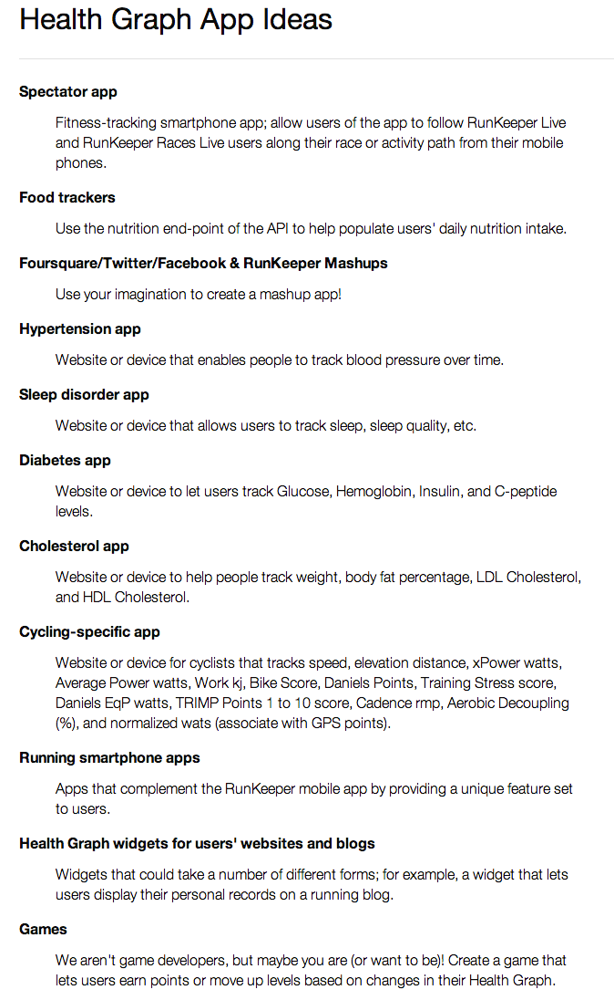 Health Graph App Ideas
Spectator app
Fitness-tracking smartphone app; allow users of the app to follow RunKeeper Live
and RunKeeper Races Live users along their race or activity path from their mobile
phones.
Food trackers
Use the nutrition end-point of the API to help populate users' daily nutrition intake.
Foursquare/Twitter/Facebook & RunKeeper Mashups
Use your imagination to create a mashup app!
Hypertension app
Website or device that enables people to track blood pressure over time.
Sleep disorder app
Website or device that allows users to track sleep, sleep quality, etc.
Diabetes app
Website or device to let users track Glucose, Hemoglobin, Insulin, and C-peptide
levels.
Cholesterol app
Website or device to help people track weight, body fat percentage, LDL Cholesterol,
and HDL Cholesterol.
Cycling-specific app
Website or device for cyclists that tracks speed, elevation distance, xPower watts,
Average Power watts, Work kj, Bike Score, Daniels Points, Training Stress score,
Daniels EqP watts, TRIMP Points 1 to 10 score, Cadence rmp, Aerobic Decoupling
(%), and normalized wats (associate with GPS points).
Running smartphone apps
Apps that complement the RunKeeper mobile app by providing a unique feature set
to users.
Health Graph widgets for users' websites and blogs
Widgets that could take a number of different forms; for example, a widget that lets
users display their personal records on a running blog.
Games
We aren't game developers, but maybe you are (or want to be)! Create a game that
lets users earn points or move up levels based on changes in their Health Graph.